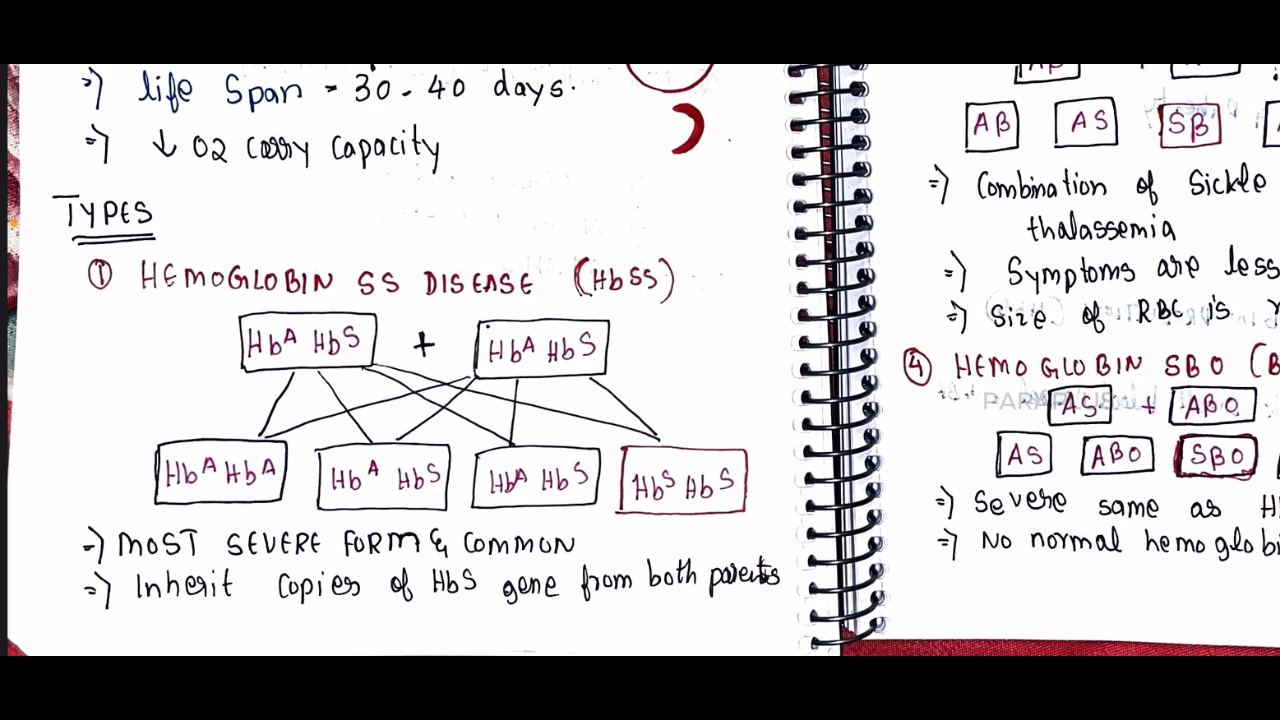 => life Span - 30 - 40 days.
=> ↓ O2 carry capacity
TYPES
① HEMOGLOBIN SS DISEASE (HbSS)
HbA HbS + HbA HbS
HbA HbA HbA HbS HbA HbS HbS HbS
=> MOST SEVERE FORM & COMMON
=> Inherit copies of HbS gene from both parents
AB AS SB
=> Combination of Sickle
thalassemia
=> Symptoms are less
=> Size of RBC is
④ HEMOGLOBIN SBO (B
AS + ABO
AS ABO SBO
=> Severe same as
=> No normal hemoglobi